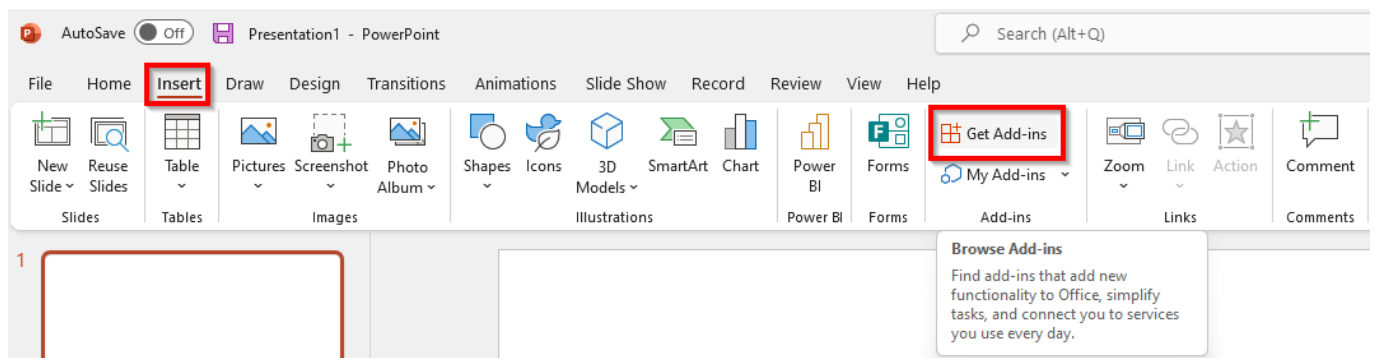 P AutoSave Off Presentation1 - PowerPoint Search (Alt+Q)
File Home Insert Draw Design Transitions Animations Slide Show Record Review View Help
New Slide
Reuse Slides
Table
Pictures
Screenshot
Photo Album
Shapes
Icons
3D Models
SmartArt
Chart
Power BI
F
Forms
Get Add-ins
My Add-ins
Zoom
Link
Action
Comment
Slides Tables Images Illustrations Power BI Forms Add-ins Links Comments
1
Browse Add-ins
Find add-ins that add new
functionality to Office, simplify
tasks, and connect you to services
you use every day.